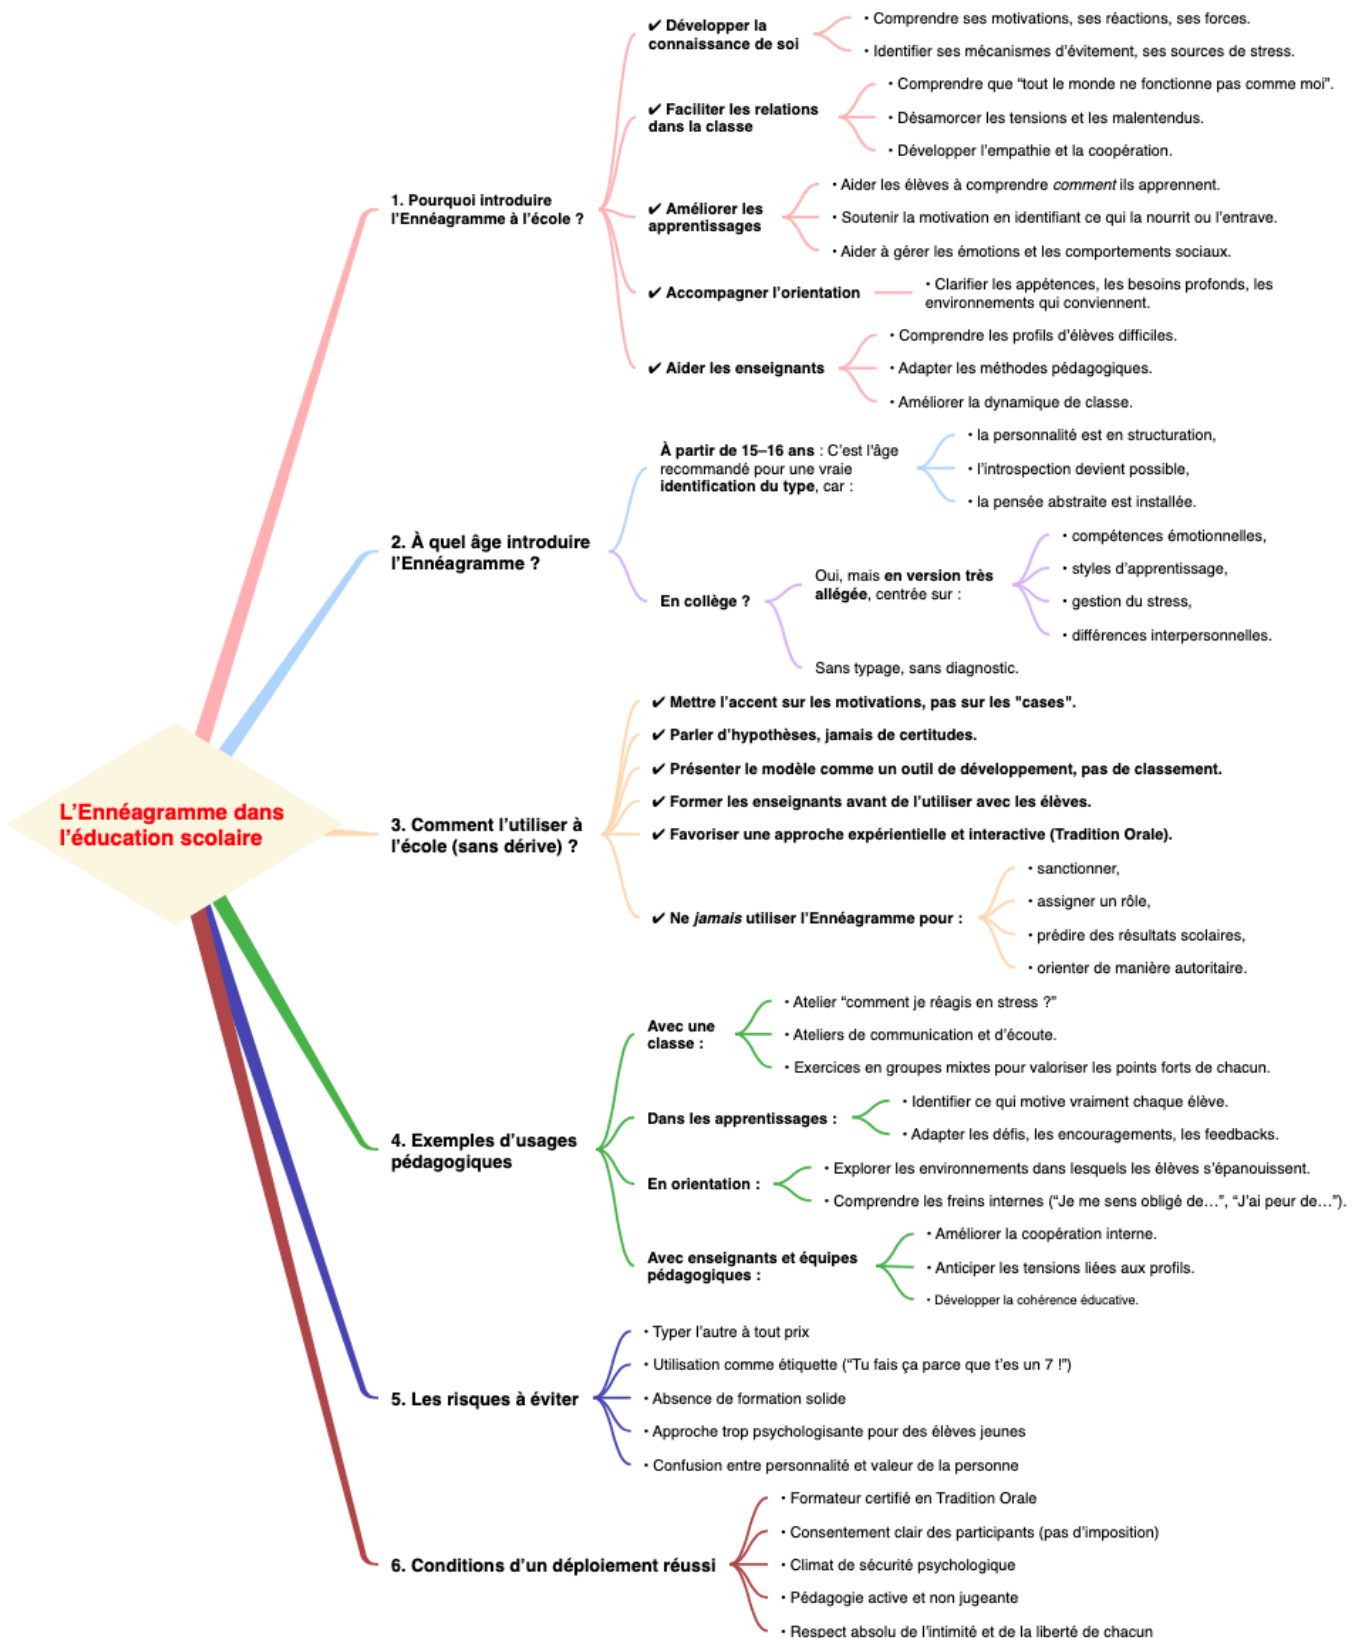 L'Ennéagramme dans
l'éducation scolaire
1. Pourquoi introduire
l'Ennéagramme à l'école ?
✔ Développer la
connaissance de soi
• Comprendre ses motivations, ses réactions, ses forces.
• Identifier ses mécanismes d'évitement, ses sources de stress.
✔ Faciliter les relations
dans la classe
• Comprendre que “tout le monde ne fonctionne pas comme moi”.
• Désamorcer les tensions et les malentendus.
• Développer l'empathie et la coopération.
✔ Améliorer les
apprentissages
• Aider les élèves à comprendre comment ils apprennent.
• Soutenir la motivation en identifiant ce qui la nourrit ou l'entrave.
• Aider à gérer les émotions et les comportements sociaux.
✔ Accompagner l'orientation
• Clarifier les appétences, les besoins profonds, les
environnements qui conviennent.
✔ Aider les enseignants
• Comprendre les profils d'élèves difficiles.
• Adapter les méthodes pédagogiques.
• Améliorer la dynamique de classe.
2. À quel âge introduire
l'Ennéagramme ?
À partir de 15–16 ans : C'est l'âge
recommandé pour une vraie
identification du type, car :
• la personnalité est en structuration,
• l'introspection devient possible,
• la pensée abstraite est installée.
En collège ?
Oui, mais en version très
allégée, centrée sur :
• compétences émotionnelles,
• styles d'apprentissage,
• gestion du stress,
• différences interpersonnelles.
Sans typage, sans diagnostic.
3. Comment l'utiliser à
l'école (sans dérive) ?
✔ Mettre l'accent sur les motivations, pas sur les "cases".
✔ Parler d'hypothèses, jamais de certitudes.
✔ Présenter le modèle comme un outil de développement, pas de classement.
✔ Former les enseignants avant de l'utiliser avec les élèves.
✔ Favoriser une approche expérientielle et interactive (Tradition Orale).
✔ Ne jamais utiliser l'Ennéagramme pour :
• sanctionner,
• assigner un rôle,
• prédire des résultats scolaires,
• orienter de manière autoritaire.
4. Exemples d'usages
pédagogiques
Avec une
classe :
• Atelier “comment je réagis en stress ?”
• Ateliers de communication et d'écoute.
• Exercices en groupes mixtes pour valoriser les points forts de chacun.
Dans les apprentissages :
• Identifier ce qui motive vraiment chaque élève.
• Adapter les défis, les encouragements, les feedbacks.
En orientation :
• Explorer les environnements dans lesquels les élèves s'épanouissent.
• Comprendre les freins internes (“Je me sens obligé de…”, “J'ai peur de…”).
Avec enseignants et équipes
pédagogiques :
• Améliorer la coopération interne.
• Anticiper les tensions liées aux profils.
• Développer la cohérence éducative.
5. Les risques à éviter
• Typer l'autre à tout prix
• Utilisation comme étiquette (“Tu fais ça parce que t'es un 7 !”)
• Absence de formation solide
• Approche trop psychologisante pour des élèves jeunes
• Confusion entre personnalité et valeur de la personne
6. Conditions d'un déploiement réussi
• Formateur certifié en Tradition Orale
• Consentement clair des participants (pas d'imposition)
• Climat de sécurité psychologique
• Pédagogie active et non jugeante
• Respect absolu de l'intimité et de la liberté de chacun